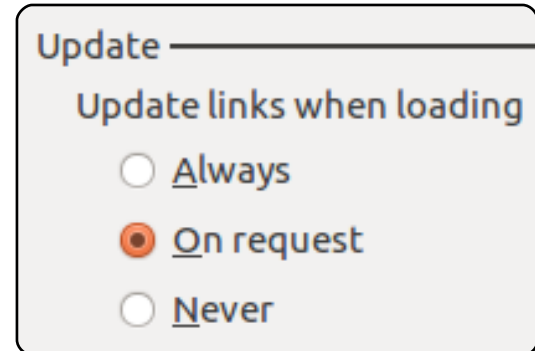 Update
Update links when loading
Always
On request
Never